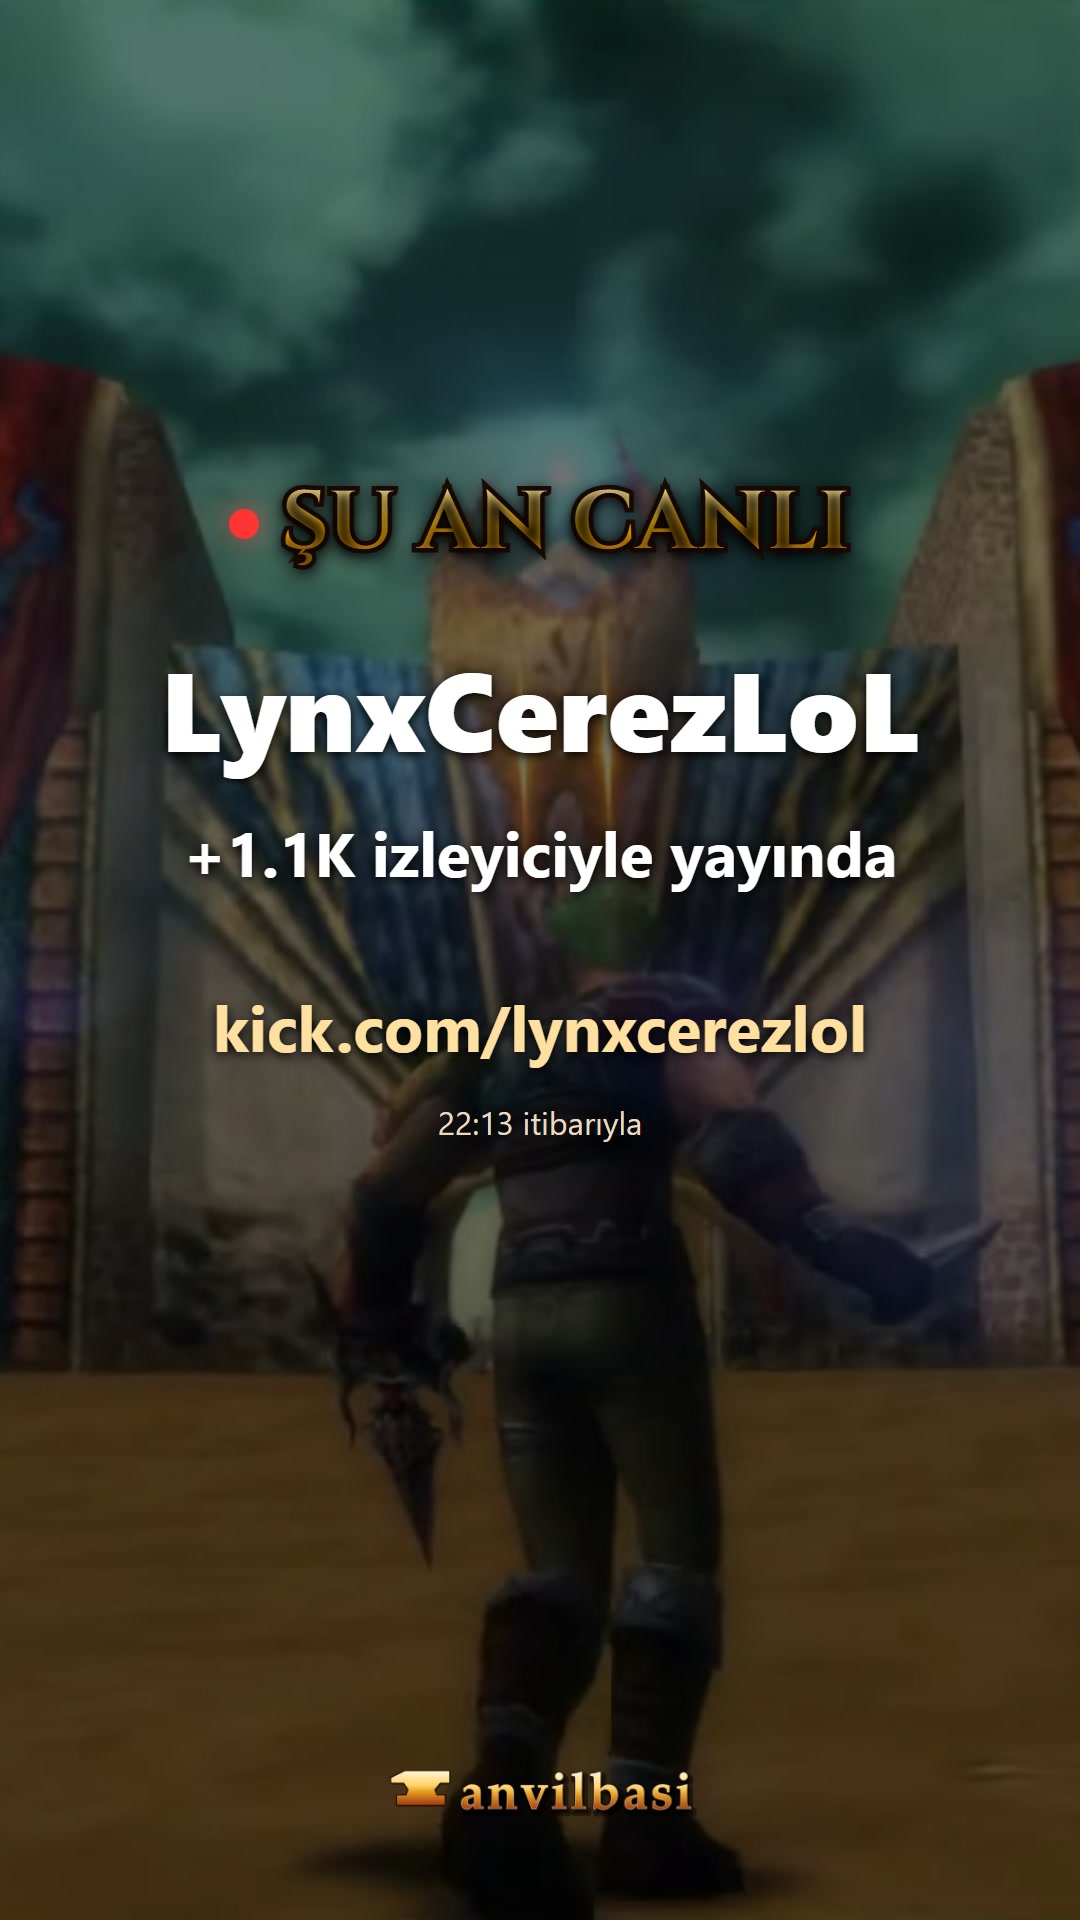 ŞU AN CANLI
LynxCerezLoL
+1.1K izleyiciyle yayında
kick.com/lynxcerezlol
22:13 itibarıyla
anvilbasi